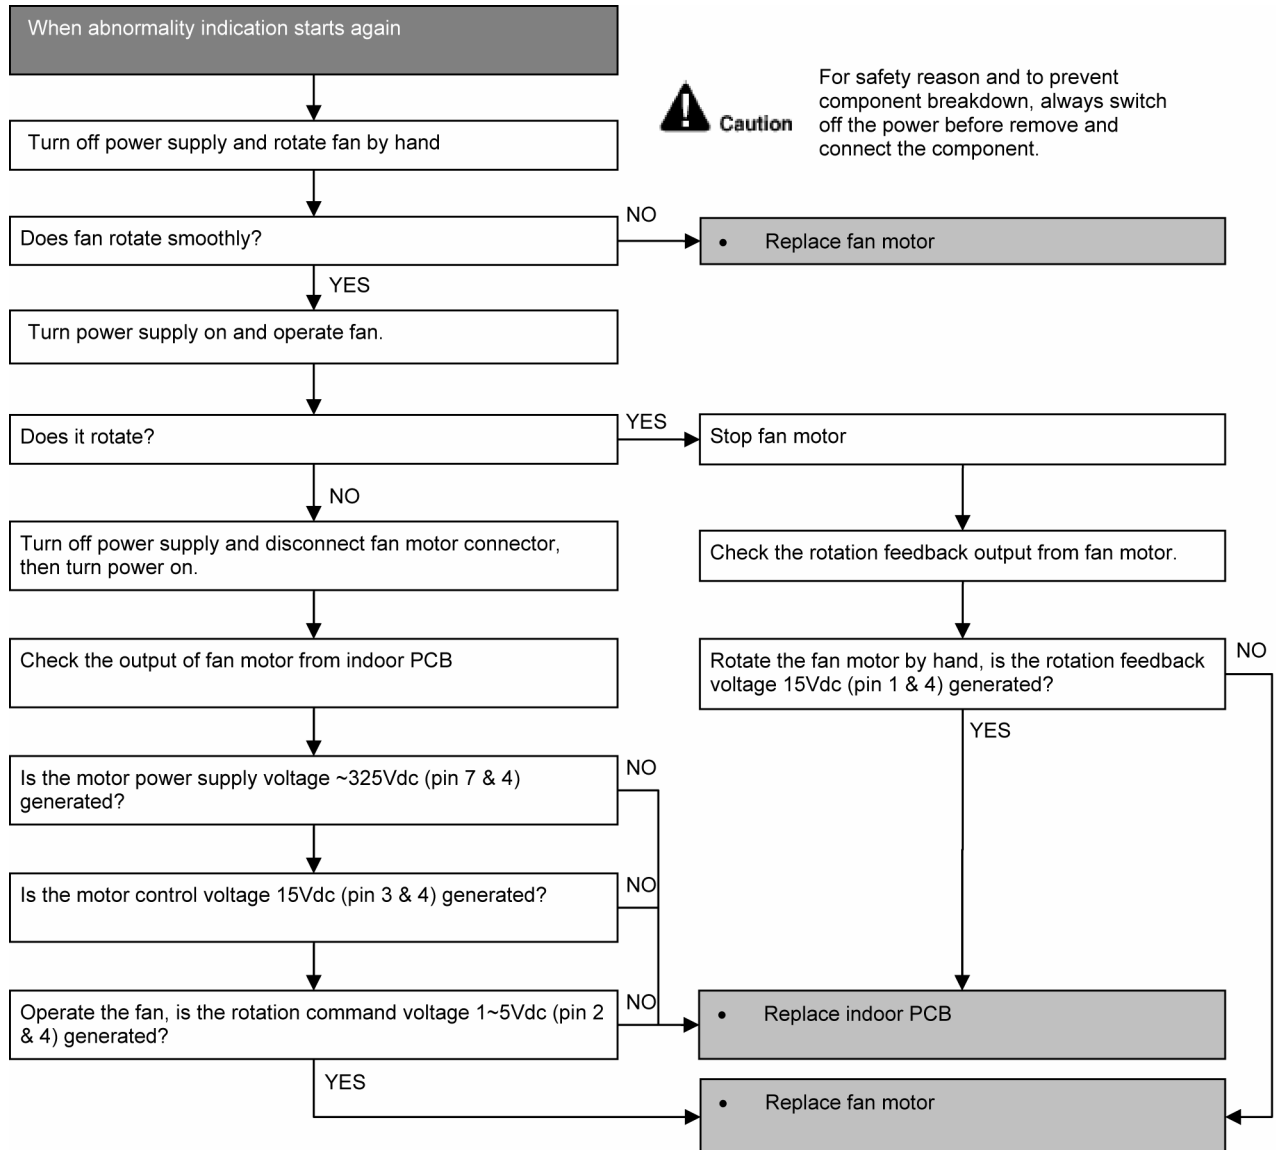 When abnormality indication starts again
For safety reason and to prevent
component breakdown, always switch
off the power before remove and
connect the component.
Caution
Turn off power supply and rotate fan by hand
Does fan rotate smoothly?
NO
• Replace fan motor
YES
Turn power supply on and operate fan.
Does it rotate?
YES
Stop fan motor
NO
Turn off power supply and disconnect fan motor connector,
then turn power on.
Check the rotation feedback output from fan motor.
Check the output of fan motor from indoor PCB
Rotate the fan motor by hand, is the rotation feedback
voltage 15Vdc (pin 1 & 4) generated?
NO
YES
Is the motor power supply voltage ~325Vdc (pin 7 & 4)
generated?
NO
Is the motor control voltage 15Vdc (pin 3 & 4) generated?
NO
Operate the fan, is the rotation command voltage 1~5Vdc (pin 2
& 4) generated?
NO
• Replace indoor PCB
YES
• Replace fan motor